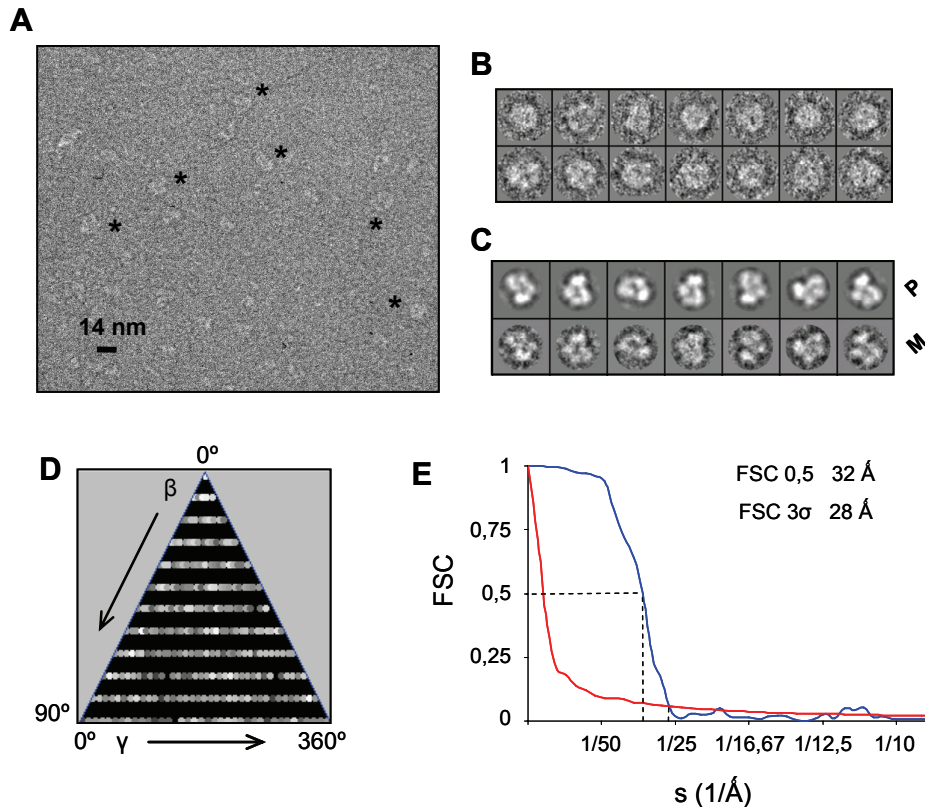 A
*
*
*
*
*
*
14 nm
B
C
P
M
D
0º
β
90º
0º γ 360º
E
FSC 0,5 32 Ǻ
FSC 3σ 28 Ǻ
1
0,75
0,5
0,25
0
FSC
1/50 1/25 1/16,67 1/12,5 1/10
s (1/Ǻ)